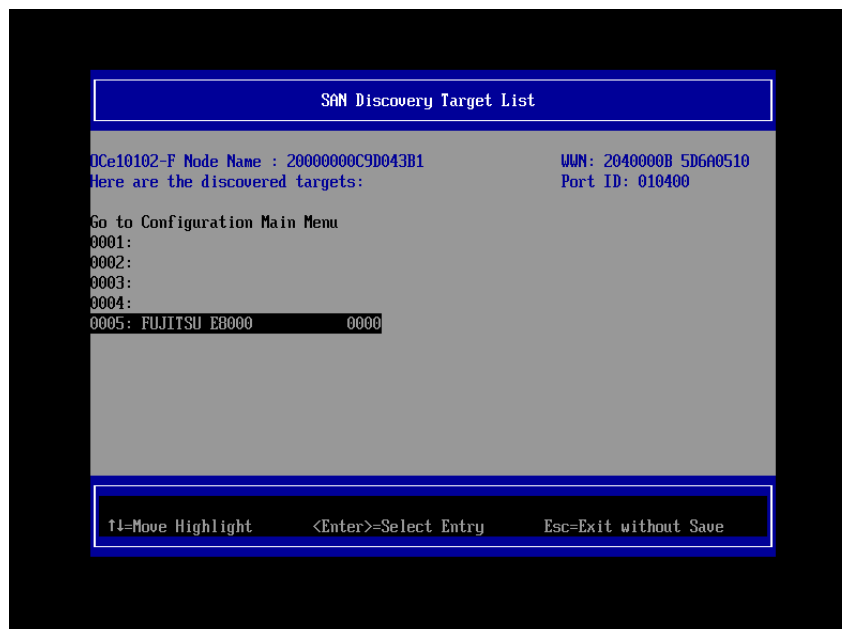 SAN Discovery Target List
OCe10102-F Node Name : 20000000C9D043B1 WWN: 2040000B 5D6A0510
Here are the discovered targets: Port ID: 010400
Go to Configuration Main Menu
0001:
0002:
0003:
0004:
0005: FUJITSU E8000 0000
↑↓=Move Highlight <Enter>=Select Entry Esc=Exit without Save